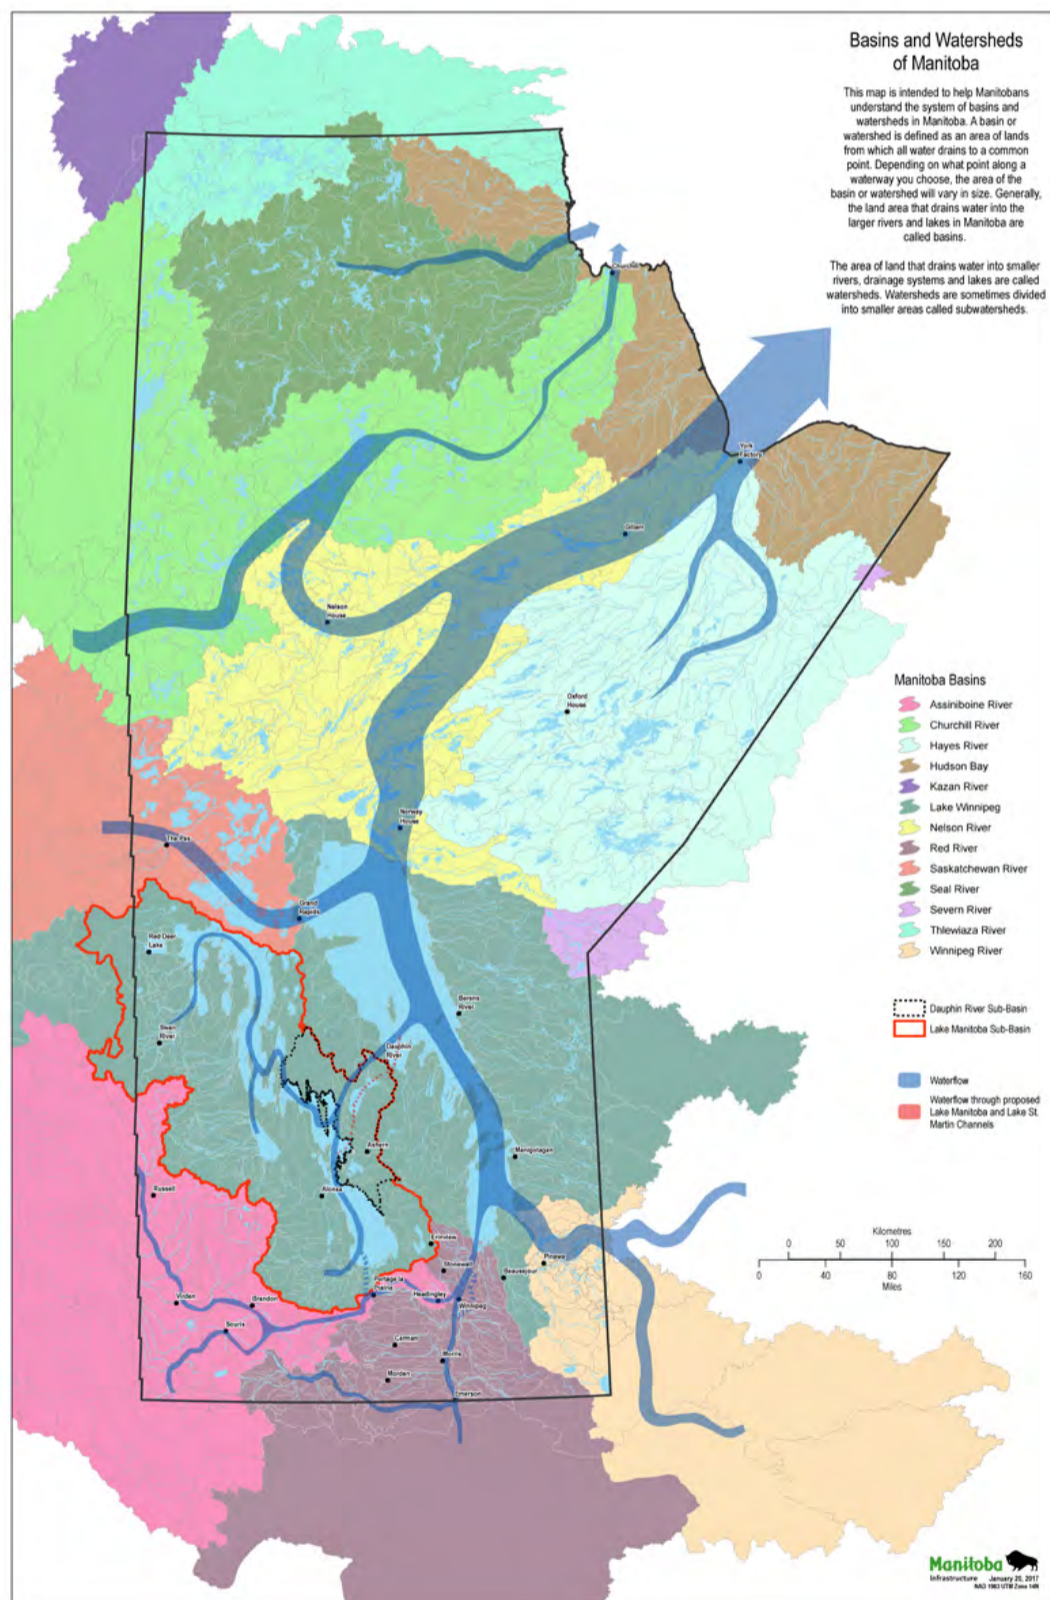 Basins and Watersheds
of Manitoba
This map is intended to help Manitobans
understand the system of basins and
watersheds in Manitoba. A basin or
watershed is defined as an area of lands
from which all water drains to a common
point. Depending on what point along a
waterway you choose, the area of the
basin or watershed will vary in size. Generally,
the land area that drains water into the
larger rivers and lakes in Manitoba are
called basins.
The area of land that drains water into smaller
rivers, drainage systems and lakes are called
watersheds. Watersheds are sometimes divided
into smaller areas called subwatersheds.
Churchill
York
Factory
Gillam
Nelson
House
Oxford
House
Norway
House
The Pas
Grand
Rapids
Red Deer
Lake
Berens
River
Swan
River
Dauphin
River
Ashern
Manigotagan
Russell
Alonsa
Erinview
Stonewall
Pinawa
Beausejour
Portage la
Prairie
Headingley
Winnipeg
Virden
Brandon
Souris
Carman
Morris
Morden
Emerson
Manitoba Basins
Assiniboine River
Churchill River
Hayes River
Hudson Bay
Kazan River
Lake Winnipeg
Nelson River
Red River
Saskatchewan River
Seal River
Severn River
Thlewiaza River
Winnipeg River
Dauphin River Sub-Basin
Lake Manitoba Sub-Basin
Waterflow
Waterflow through proposed
Lake Manitoba and Lake St.
Martin Channels
Kilometres
0 50 100 150 200
0 40 80 120 160
Miles
Manitoba
Infrastructure January 20, 2017
NAD 1983 UTM Zone 14N